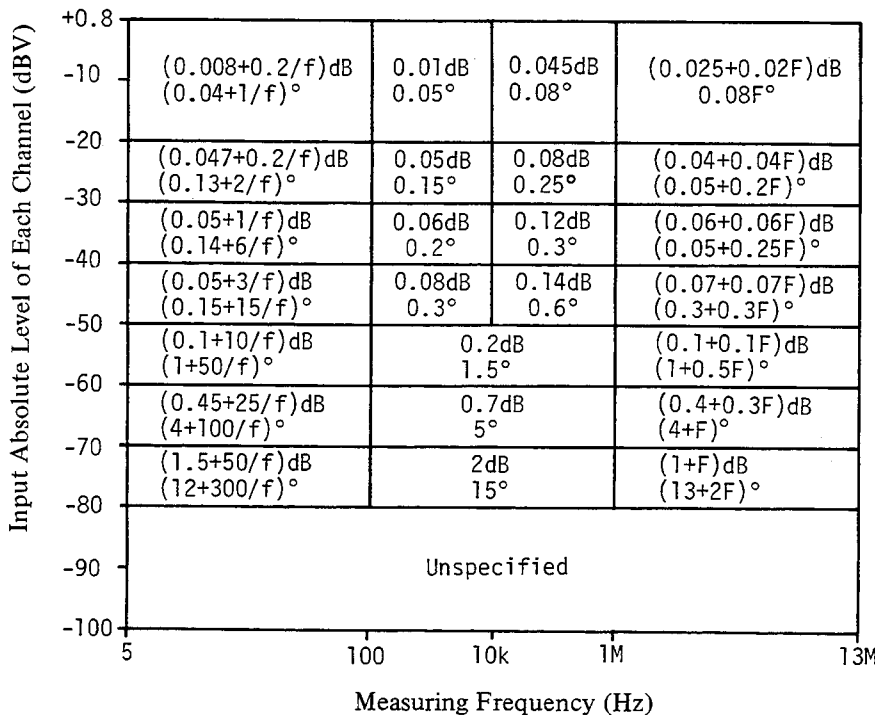 +0.8
Input Absolute Level of Each Channel (dBV)
-10
(0.008+0.2/f)dB 0.01dB 0.045dB (0.025+0.02F)dB
(0.04+1/f)° 0.05° 0.08° 0.08F°
-20
(0.047+0.2/f)dB 0.05dB 0.08dB (0.04+0.04F)dB
(0.13+2/f)° 0.15° 0.25° (0.05+0.2F)°
-30
(0.05+1/f)dB 0.06dB 0.12dB (0.06+0.06F)dB
(0.14+6/f)° 0.2° 0.3° (0.05+0.25F)°
-40
(0.05+3/f)dB 0.08dB 0.14dB (0.07+0.07F)dB
(0.15+15/f)° 0.3° 0.6° (0.3+0.3F)°
-50
(0.1+10/f)dB 0.2dB (0.1+0.1F)dB
(1+50/f)° 1.5° (1+0.5F)°
-60
(0.45+25/f)dB 0.7dB (0.4+0.3F)dB
(4+100/f)° 5° (4+F)°
-70
(1.5+50/f)dB 2dB (1+F)dB
(12+300/f)° 15° (13+2F)°
-80
-90 Unspecified
-100
5 100 10k 1M 13M
Measuring Frequency (Hz)